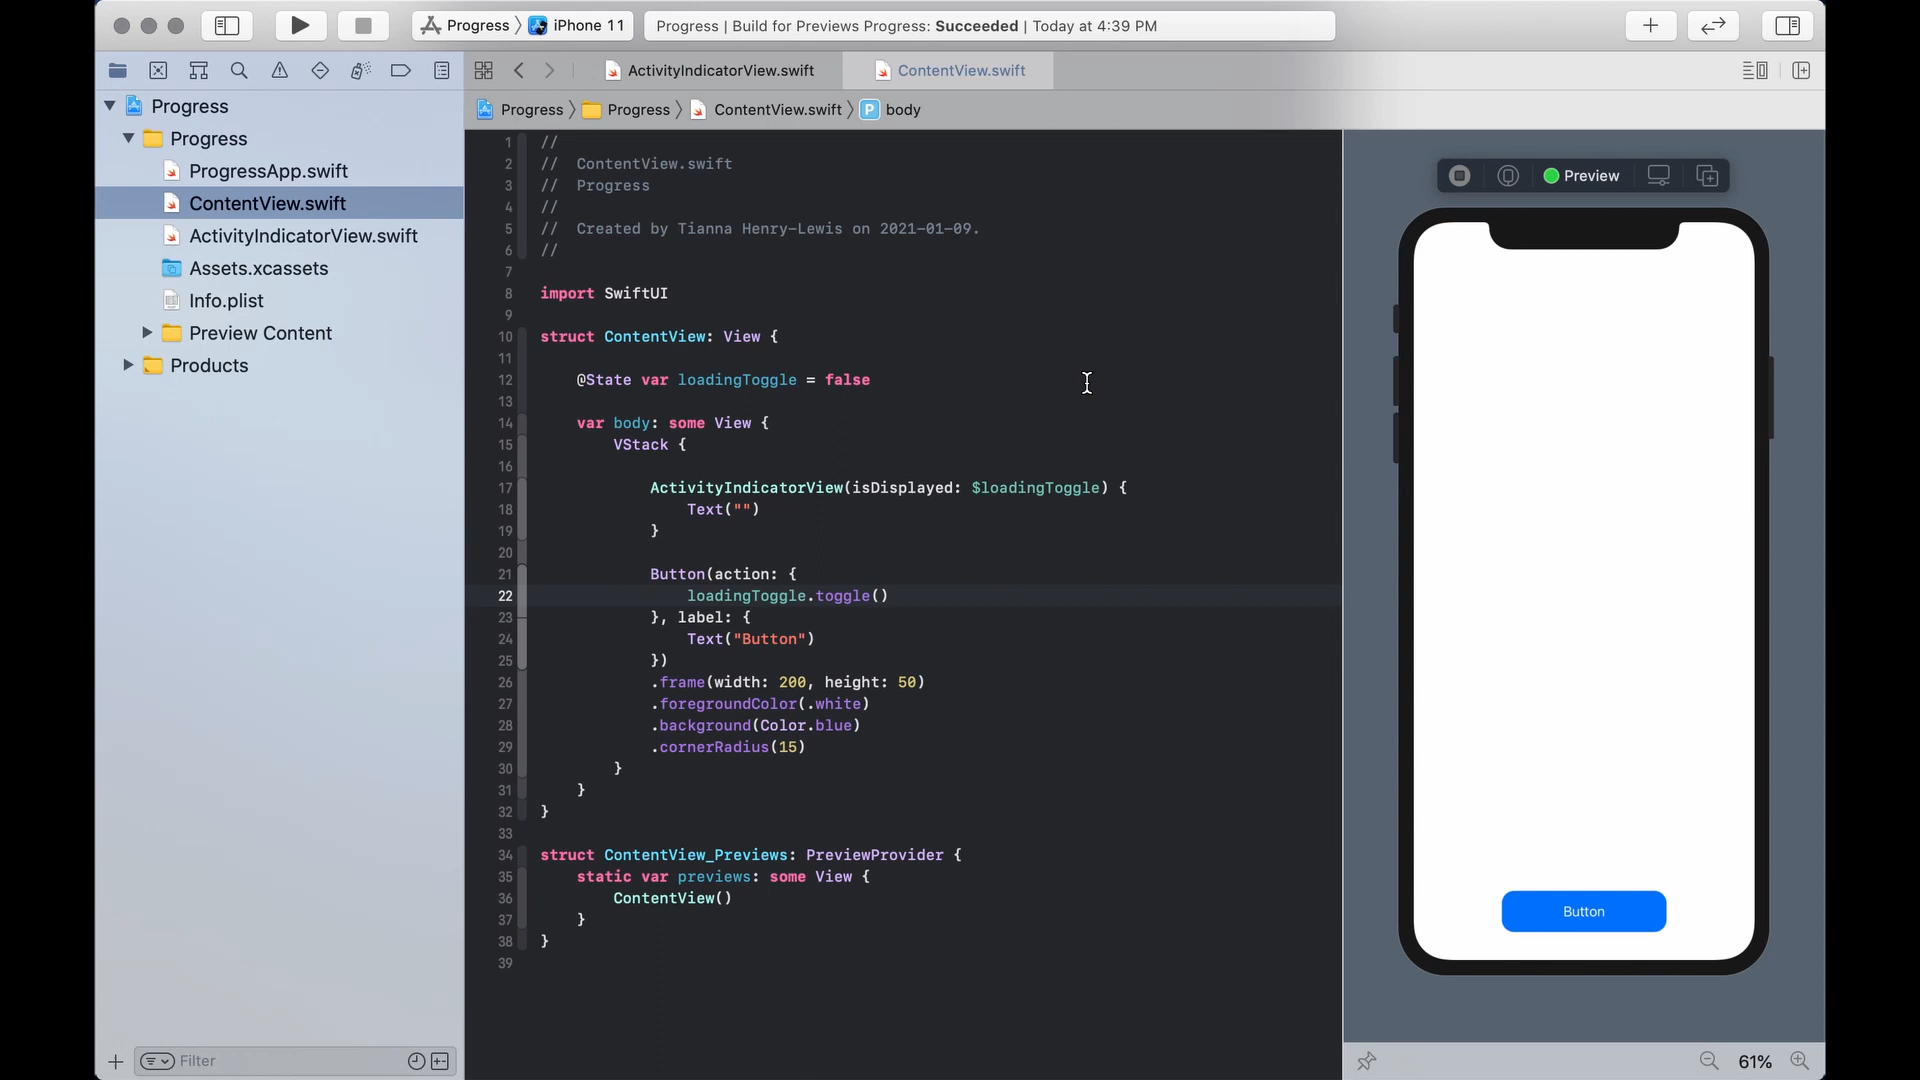 Progress
iPhone 11
Progress | Build for Previews Progress: Succeeded | Today at 4:39 PM
ActivityIndicatorView.swift
ContentView.swift
Progress
Progress
ContentView.swift
P
body
Progress
Progress
ProgressApp.swift
ContentView.swift
ActivityIndicatorView.swift
Assets.xcassets
Info.plist
Preview Content
Products
1 //
2 //  ContentView.swift
3 //  Progress
4 //
5 //  Created by Tianna Henry-Lewis on 2021-01-09.
6 //
7
8 import SwiftUI
9
10 struct ContentView: View {
11
12     @State var loadingToggle = false
13
14     var body: some View {
15         VStack {
16
17             ActivityIndicatorView(isDisplayed: $loadingToggle) {
18                 Text("")
19             }
20
21             Button(action: {
22                 loadingToggle.toggle()
23             }, label: {
24                 Text("Button")
25             })
26             .frame(width: 200, height: 50)
27             .foregroundColor(.white)
28             .background(Color.blue)
29             .cornerRadius(15)
30         }
31     }
32 }
33
34 struct ContentView_Previews: PreviewProvider {
35     static var previews: some View {
36         ContentView()
37     }
38 }
39
Preview
Button
Filter
61%